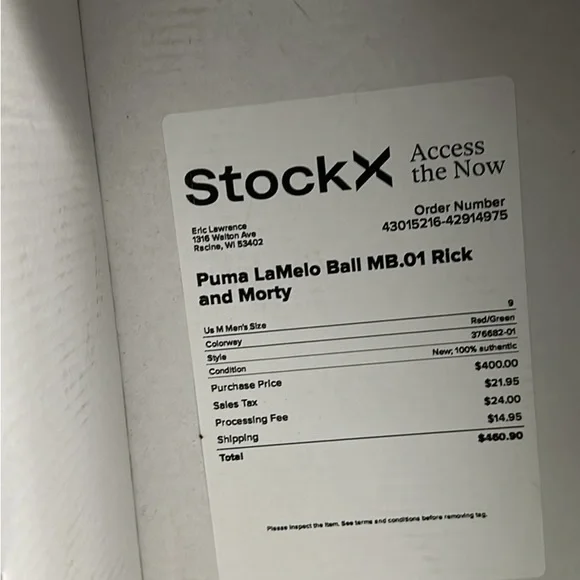 StockX
Access
the Now
Eric Lawrence
1316 Walton Ave
Racine, WI 53402
Order Number
43015216-42914975
Puma LaMelo Ball MB.01 Rick
and Morty
Us M Men's Size 9
Colorway Red/Green
Style 376682-01
Condition New; 100% authentic
Purchase Price $400.00
Sales Tax $21.95
Processing Fee $24.00
Shipping $14.95
Total $460.90
Please inspect the item. See terms and conditions before removing tag.